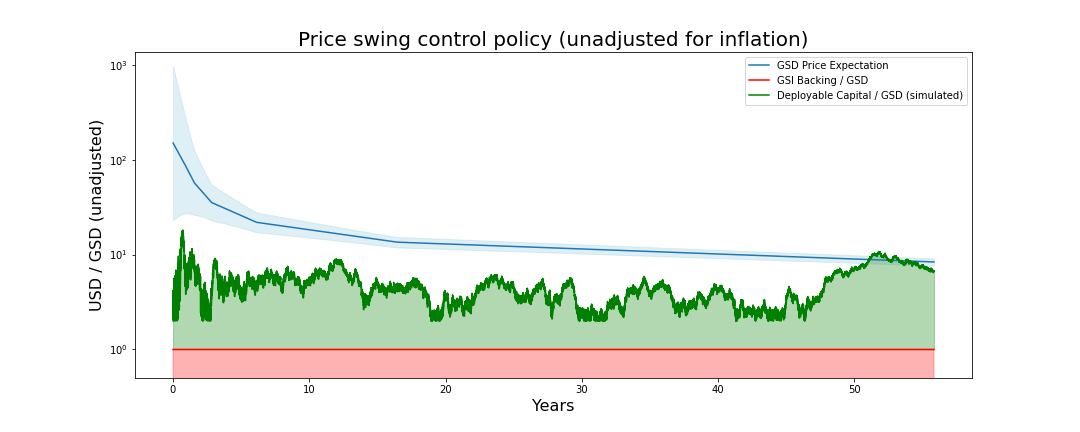 Price swing control policy (unadjusted for inflation)
GSD Price Expectation
GSI Backing / GSD
Deployable Capital / GSD (simulated)
USD / GSD (unadjusted)
10³
10²
10¹
10⁰
0 10 20 30 40 50
Years